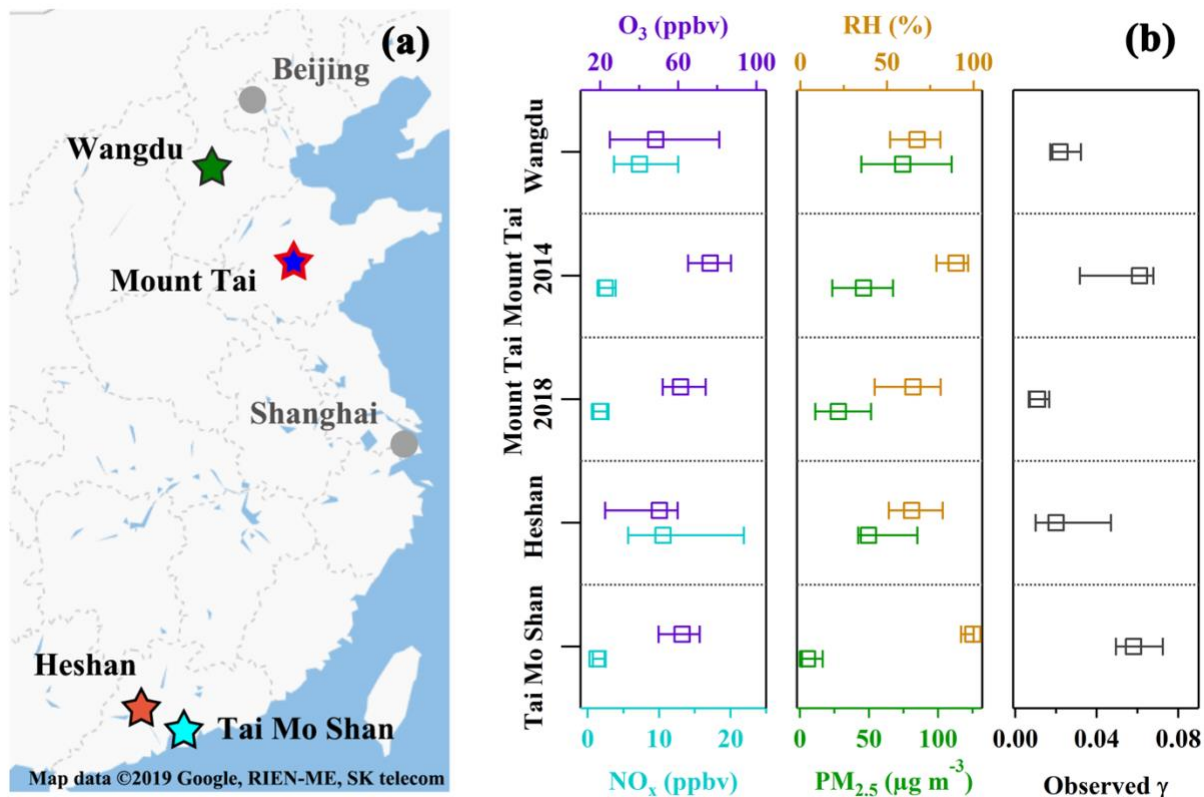 (a)
Beijing
Wangdu
Mount Tai
Shanghai
Heshan
Tai Mo Shan
Map data ©2019 Google, RIEN-ME, SK telecom
(b)
O₃ (ppbv)
20 60 100
RH (%)
0 50 100
Wangdu
Mount Tai
2014
Mount Tai
2018
Heshan
Tai Mo Shan
0 10 20
NOₓ (ppbv)
0 50 100
PM₂.₅ (µg m⁻³)
0.00 0.04 0.08
Observed γ